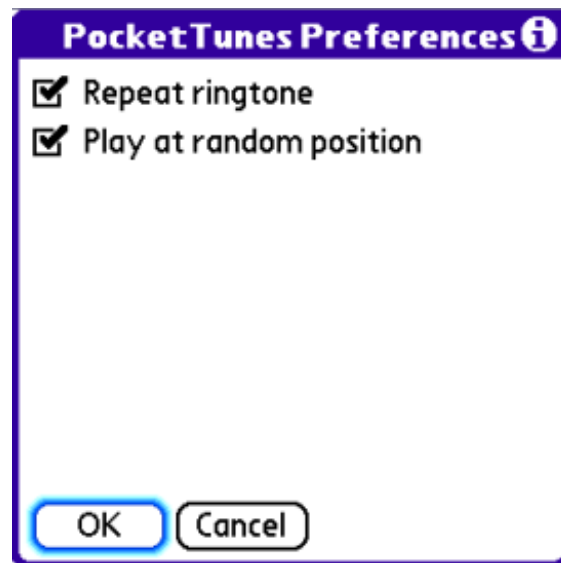 PocketTunes Preferences
Repeat ringtone
Play at random position
OK Cancel